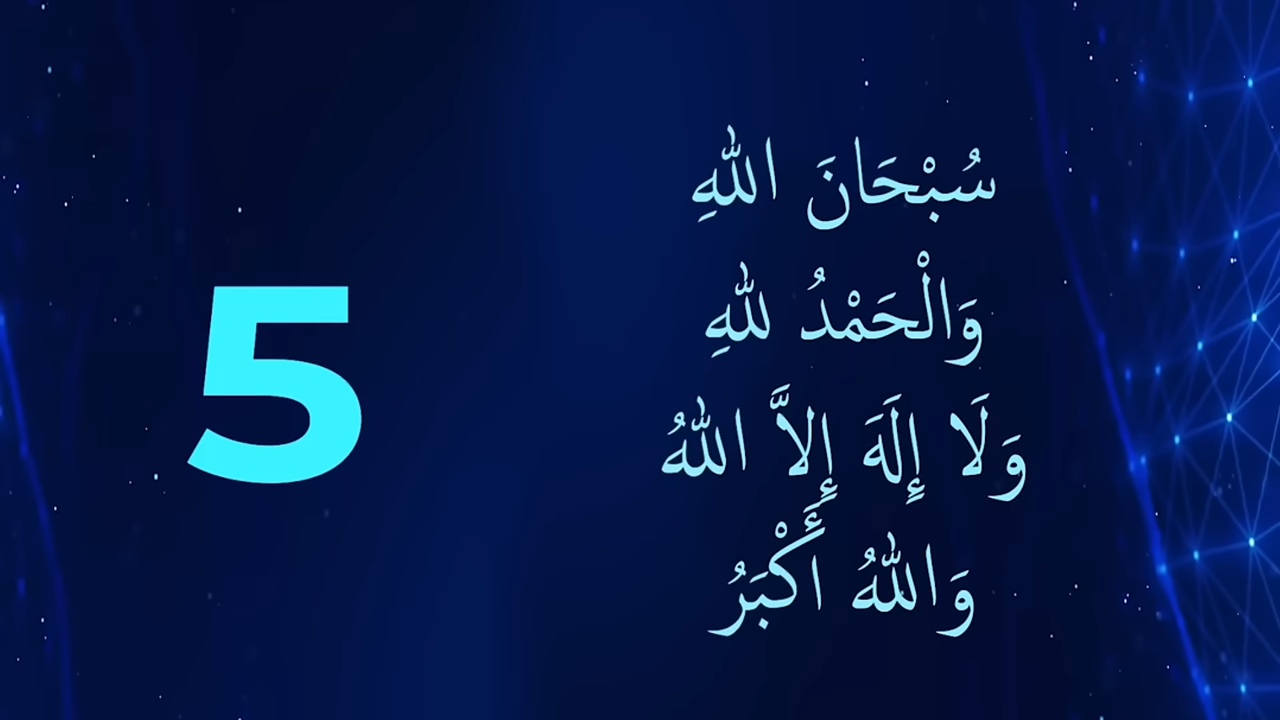 5
سُبْحَانَ اللهِ
وَالْحَمْدُ للهِ
وَلَا إِلَهَ إِلاَّ اللهُ
وَاللهُ أَكْبَرُ